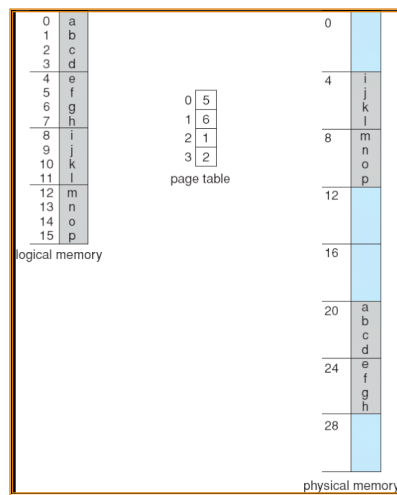 0 a
1 b
2 c
3 d
4 e
5 f
6 g
7 h
8 i
9 j
10 k
11 l
12 m
13 n
14 o
15 p
logical memory
0 5
1 6
2 1
3 2
page table
0
4 i
j
k
l
8 m
n
o
p
12
16
20 a
b
c
d
24 e
f
g
h
28
physical memory